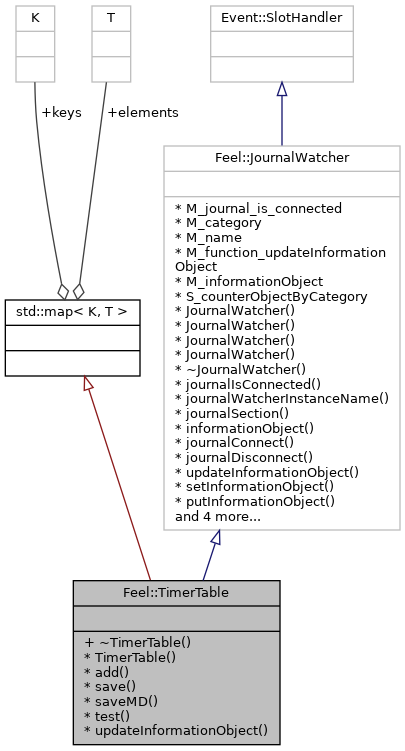 K
T
Event::SlotHandler
+keys
+elements
Feel::JournalWatcher
* M_journal_is_connected
* M_category
* M_name
* M_function_updateInformation
Object
* M_informationObject
* S_counterObjectByCategory
* JournalWatcher()
* JournalWatcher()
* JournalWatcher()
* JournalWatcher()
* ~JournalWatcher()
* journalIsConnected()
* journalWatcherInstanceName()
* journalSection()
* informationObject()
* journalConnect()
* journalDisconnect()
* updateInformationObject()
* setInformationObject()
* putInformationObject()
and 4 more...
std::map< K, T >
Feel::TimerTable
+ ~TimerTable()
* TimerTable()
* add()
* save()
* saveMD()
* test()
* updateInformationObject()